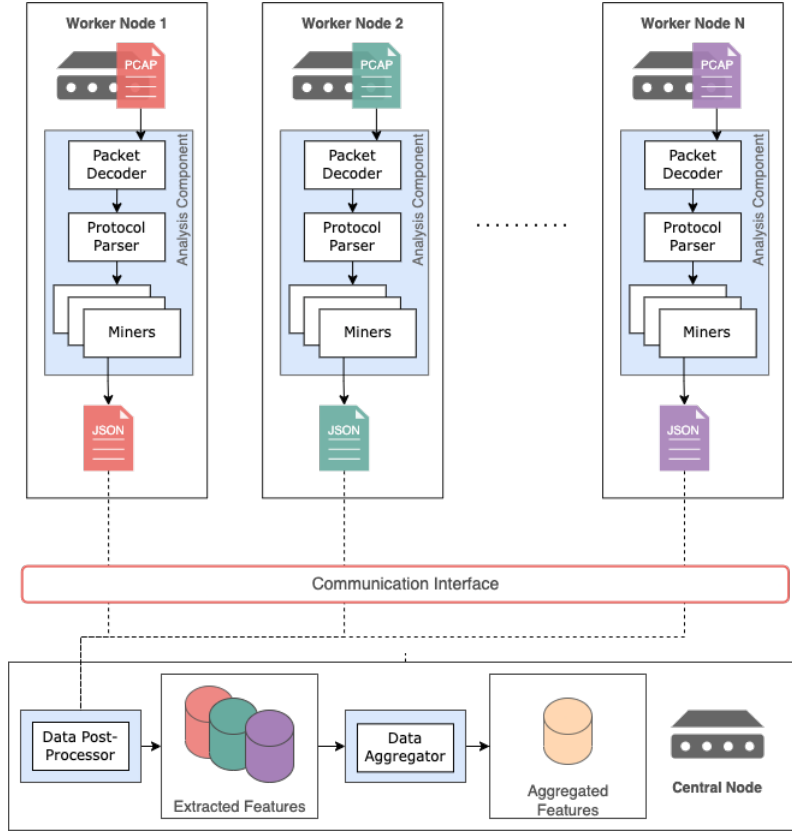 Worker Node 1
PCAP
Packet
Decoder
Protocol
Parser
Miners
Analysis Component
JSON
Worker Node 2
PCAP
Packet
Decoder
Protocol
Parser
Miners
Analysis Component
JSON
Worker Node N
PCAP
Packet
Decoder
Protocol
Parser
Miners
Analysis Component
JSON
Communication Interface
Data Post-
Processor
Extracted Features
Data
Aggregator
Aggregated
Features
Central Node